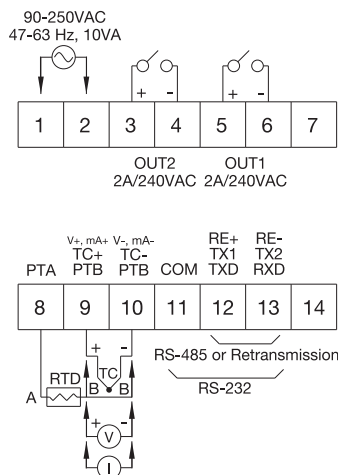 90-250VAC
47-63 Hz, 10VA
+ - + -
1 2 3 4 5 6 7
OUT2 OUT1
2A/240VAC 2A/240VAC
V+, mA+ V-, mA- RE+ RE-
TC+ TC- TX1 TX2
PTA PTB PTB COM TXD RXD
8 9 10 11 12 13 14
+ -
TC
RS-485 or Retransmission
RTD
A B B
RS-232
+ -
V
I